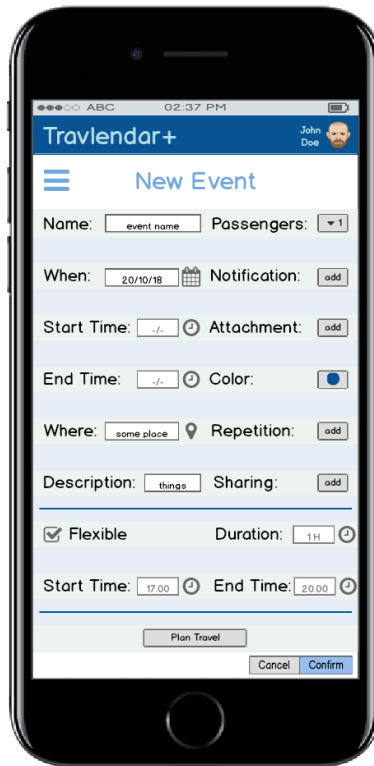 ABC 02:37 PM
Travlendar+ John Doe
New Event
Name: event name Passengers: 1
When: 20/10/18 Notification: add
Start Time: -/- Attachment: add
End Time: -/- Color:
Where: some place Repetition: add
Description: things Sharing: add
Flexible Duration: 1 H
Start Time: 17.00 End Time: 20.00
Plan Travel
Cancel Confirm